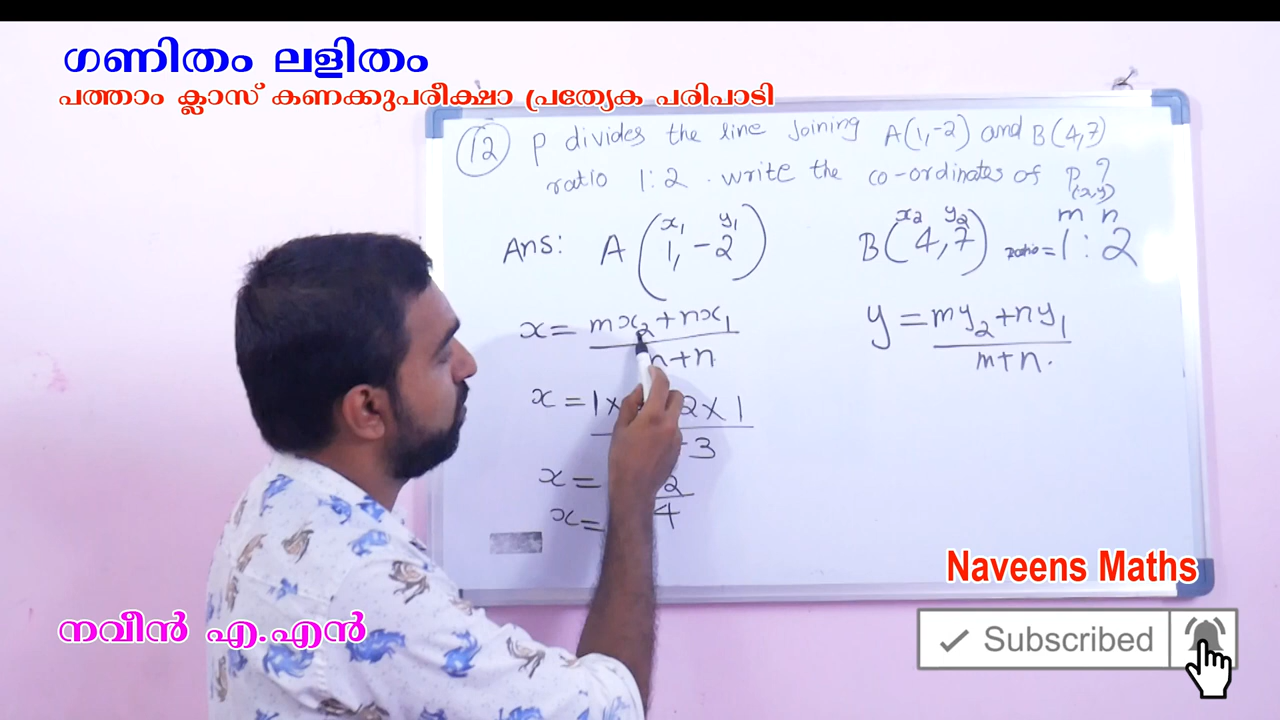 ഗണിതം ലളിതം
പത്താം ക്ലാസ് കണക്കുപരീക്ഷാ പ്രത്യേക പരിപാടി
12 P divides the line joining A(1,-2) and B(4,7)
ratio 1:2 . write the co-ordinates of P ?
(x,y)
x1 y1 x2 y2 m n
Ans: A(1, -2) B(4,7) ratio = 1 : 2
x = mx2+nx1 y = my2+ny1
n+n m+n.
x = 1× 2×1
3
x = 2
x = 4
Naveens Maths
നവീൻ എ.എൻ
Subscribed